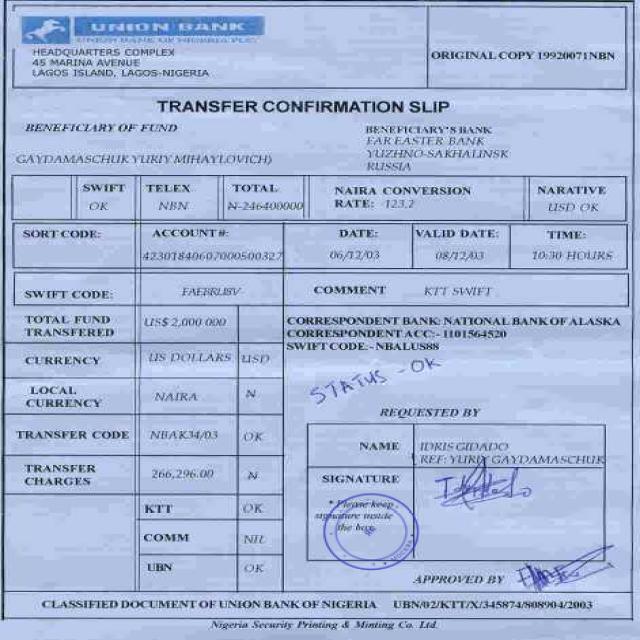 UNION BANK
UNION BANK OF NIGERIA PLC.
HEADQUARTERS COMPLEX
45 MARINA AVENUE
LAGOS ISLAND, LAGOS-NIGERIA
ORIGINAL COPY 19920071NBN
TRANSFER CONFIRMATION SLIP
BENEFICIARY OF FUND
GAYDAMASCHUK YURIY MIHAYLOVICH)
BENEFICIARY'S BANK
FAR EASTER BANK
YUZHNO-SAKHALINSK
RUSSIA
SWIFT TELEX TOTAL NAIRA CONVERSION NARATIVE
OK NBN N-246400000 RATE: -123,2 USD OK
SORT CODE: ACCOUNT#: DATE: VALID DATE: TIME:
42301840607000500327 06/12/03 08/12/03 10:30 HOURS
SWIFT CODE: FAEBRU8V COMMENT KTT SWIFT
TOTAL FUND TRANSFERED US$ 2,000 000
CURRENCY US DOLLARS USD
LOCAL CURRENCY NAIRA N
TRANSFER CODE NBAK34/03 OK
TRANSFER CHARGES 266,296.00 N
KTT OK
COMM NIL
UBN OK
CORRESPONDENT BANK: NATIONAL BANK OF ALASKA
CORRESPONDENT ACC:- 1101564520
SWIFT CODE:- NBALUS88
STATUS - OK
REQUESTED BY
NAME IDRIS GIDADO
(REF: YURIY GAYDAMASCHUK
SIGNATURE
* Please keep
signature inside
the box
APPROVED BY
CLASSIFIED DOCUMENT OF UNION BANK OF NIGERIA UBN/02/KTT/X/345874/808904/2003
Nigeria Security Printing & Minting Co. Ltd.